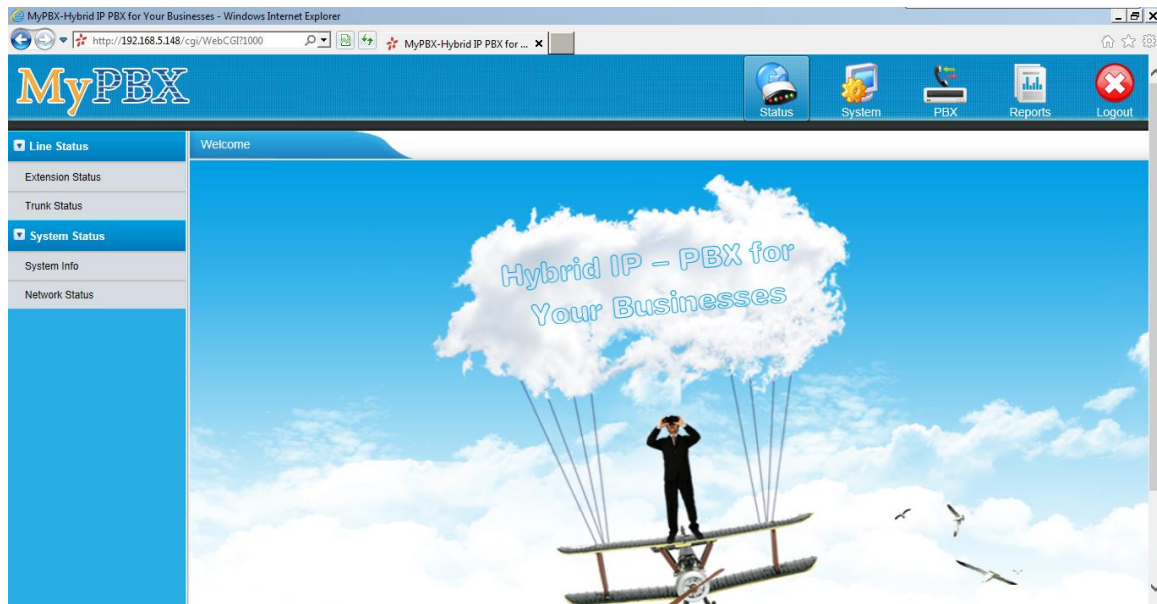 MyPBX-Hybrid IP PBX for Your Businesses - Windows Internet Explorer
http://192.168.5.148/cgi/WebCGI?1000
MyPBX-Hybrid IP PBX for ...
MyPBX
Status
System
PBX
Reports
Logout
Line Status
Welcome
Extension Status
Trunk Status
System Status
System Info
Network Status
Hybrid IP – PBX for
Your Businesses